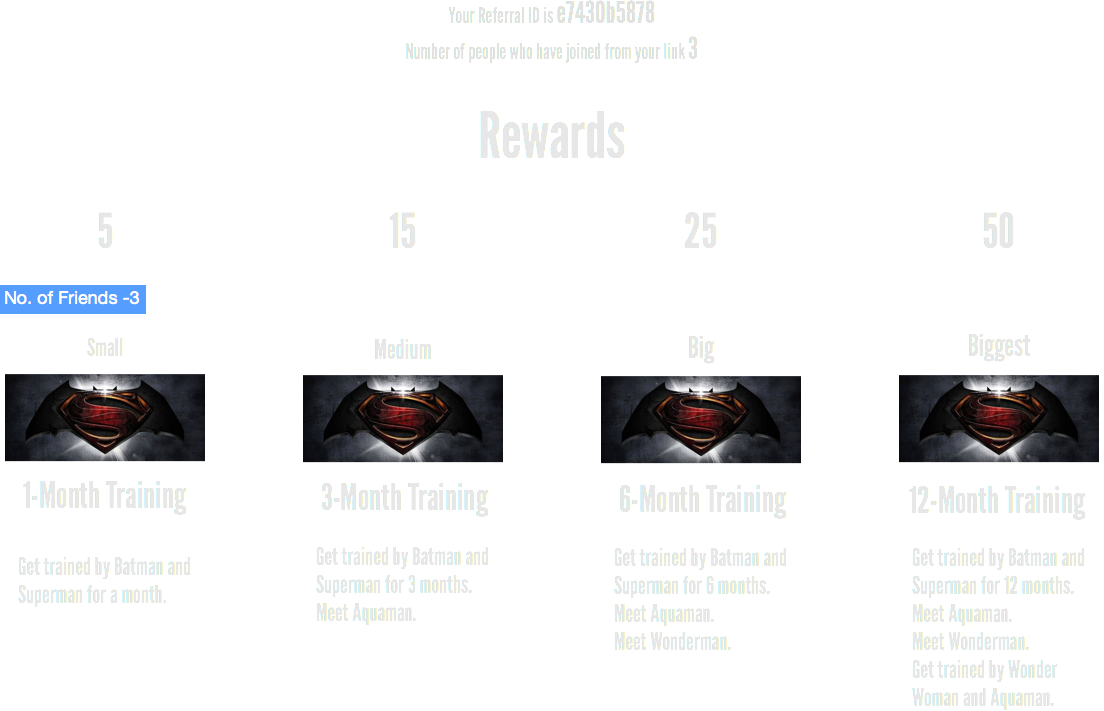 Your Referral ID is e7430b5878
Number of people who have joined from your link 3
Rewards
5
15
25
50
No. of Friends -3
Small
Medium
Big
Biggest
1-Month Training
3-Month Training
6-Month Training
12-Month Training
Get trained by Batman and
Superman for a month.
Get trained by Batman and
Superman for 3 months.
Meet Aquaman.
Get trained by Batman and
Superman for 6 months.
Meet Aquaman.
Meet Wonderman.
Get trained by Batman and
Superman for 12 months.
Meet Aquaman.
Meet Wonderman.
Get trained by Wonder
Woman and Aquaman.